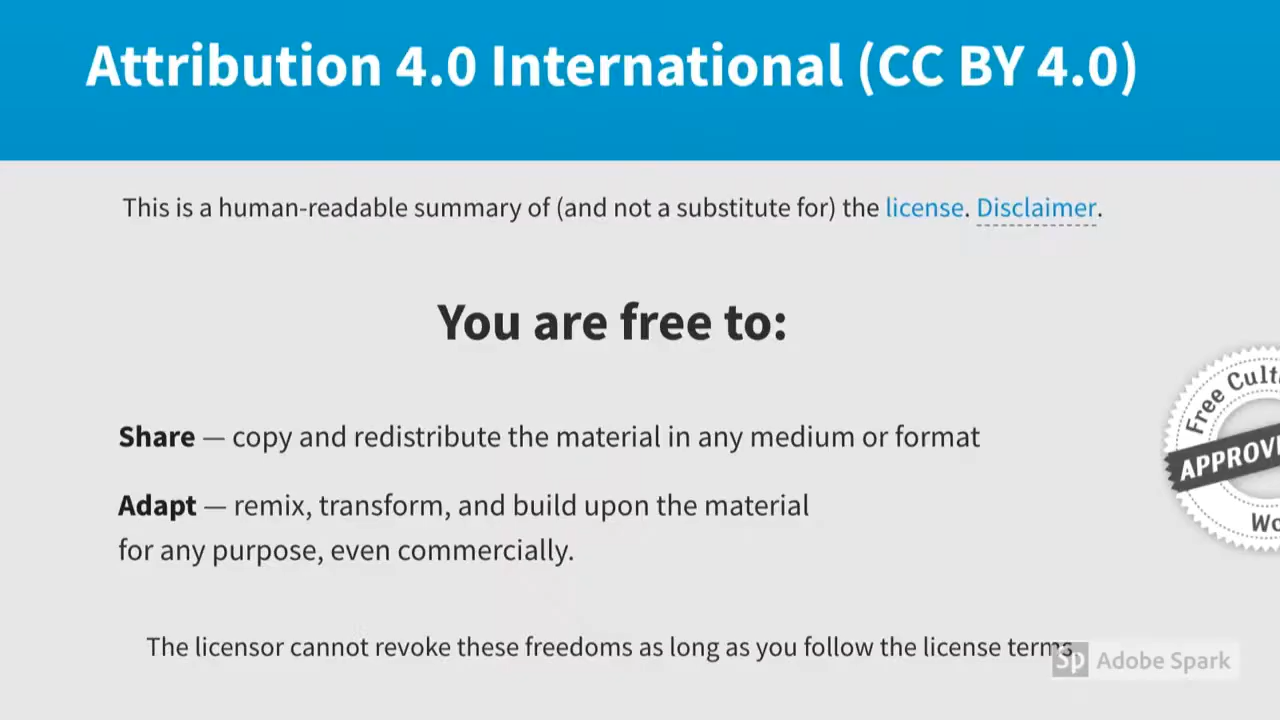 Attribution 4.0 International (CC BY 4.0)
This is a human-readable summary of (and not a substitute for) the license. Disclaimer.
You are free to:
Share — copy and redistribute the material in any medium or format
Adapt — remix, transform, and build upon the material
for any purpose, even commercially.
Free Cult
APPROV
Wo
The licensor cannot revoke these freedoms as long as you follow the license terms
Sp Adobe Spark